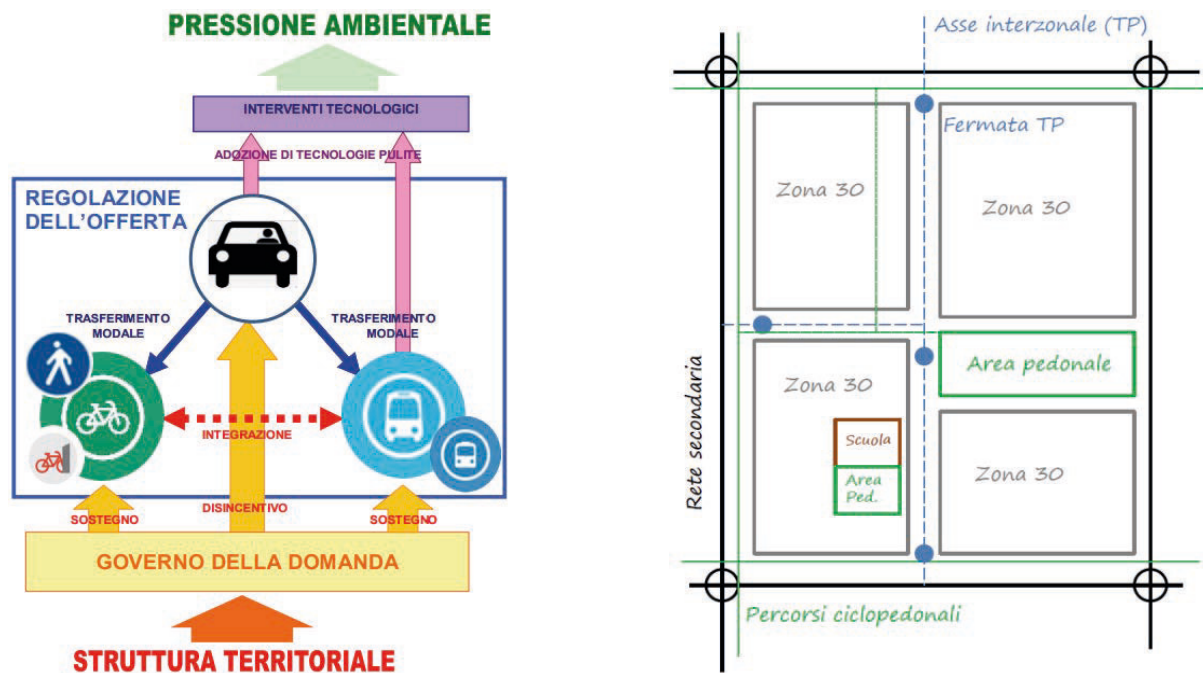 PRESSIONE AMBIENTALE
INTERVENTI TECNOLOGICI
ADOZIONE DI TECNOLOGIE PULITE
REGOLAZIONE
DELL'OFFERTA
TRASFERIMENTO
MODALE
TRASFERIMENTO
MODALE
INTEGRAZIONE
DISINCENTIVO
SOSTEGNO
SOSTEGNO
GOVERNO DELLA DOMANDA
STRUTTURA TERRITORIALE
Asse interzonale (TP)
Fermata TP
Zona 30
Zona 30
Rete secondaria
Area pedonale
Zona 30
Scuola
Area
Ped.
Zona 30
Percorsi ciclopedonali